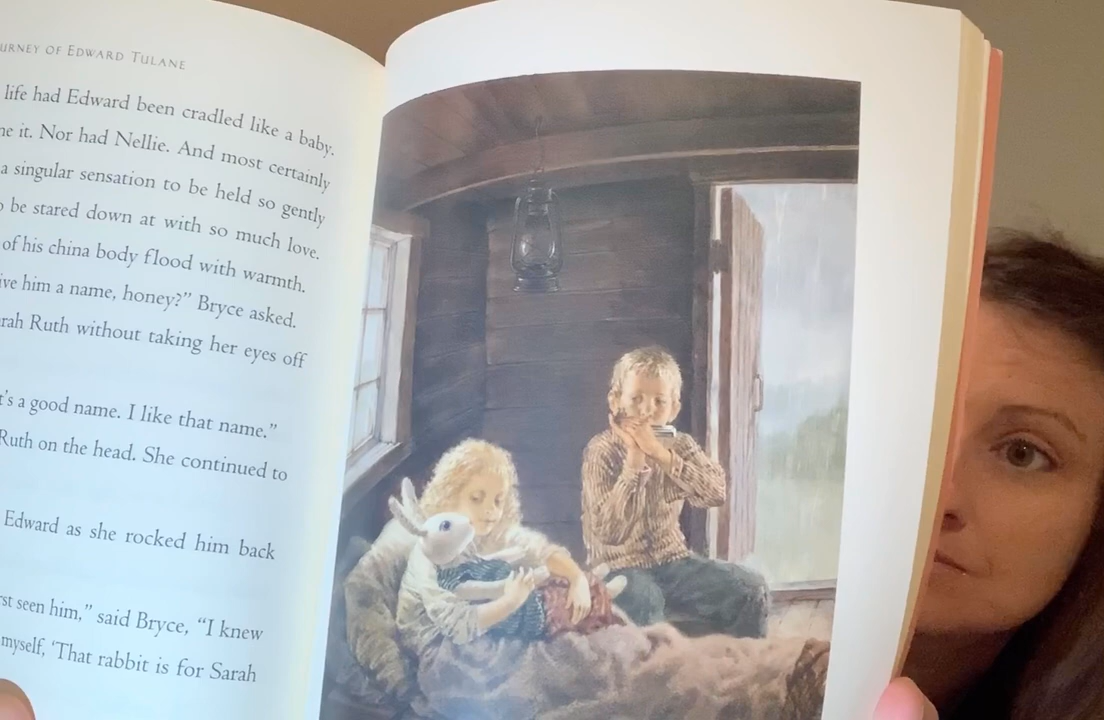 OF EDWARD TULANE
life had Edward been cradled like a baby.
it. Nor had Nellie. And most certainly
a singular sensation to be held so gently
be stared down at with so much love.
of his china body flood with warmth.
him a name, honey?” Bryce asked.
Ruth without taking her eyes off
a good name. I like that name.”
Ruth on the head. She continued to
Edward as she rocked him back
seen him,” said Bryce, “I knew
myself, ‘That rabbit is for Sarah